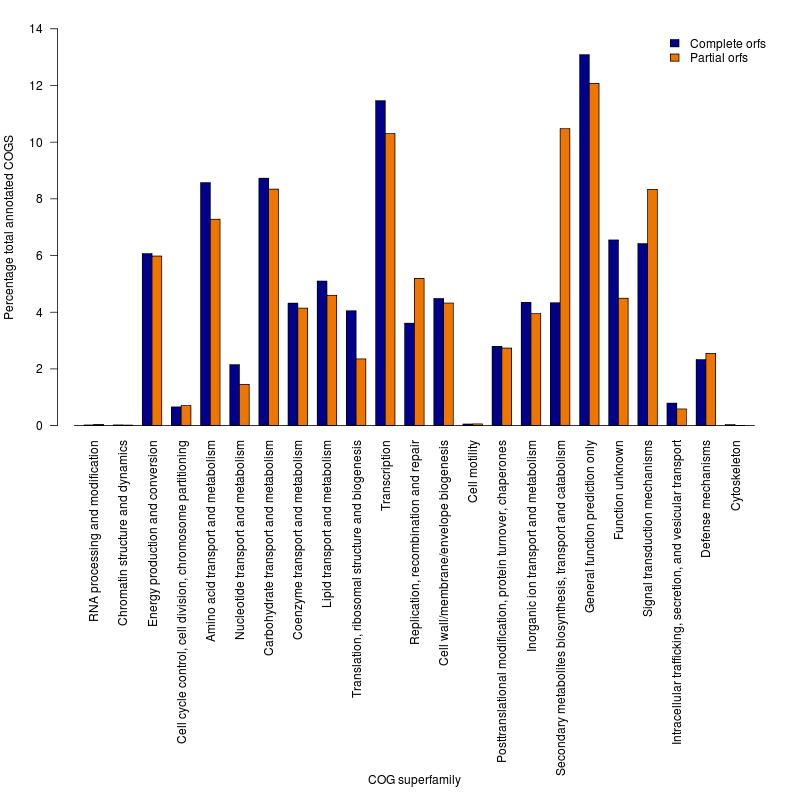 14
12
10
8
6
4
2
0
Percentage total annotated COGS
Complete orfs
Partial orfs
RNA processing and modification
Chromatin structure and dynamics
Energy production and conversion
Cell cycle control, cell division, chromosome partitioning
Amino acid transport and metabolism
Nucleotide transport and metabolism
Carbohydrate transport and metabolism
Coenzyme transport and metabolism
Lipid transport and metabolism
Translation, ribosomal structure and biogenesis
Transcription
Replication, recombination and repair
Cell wall/membrane/envelope biogenesis
Cell motility
Posttranslational modification, protein turnover, chaperones
Inorganic ion transport and metabolism
Secondary metabolites biosynthesis, transport and catabolism
General function prediction only
Function unknown
Signal transduction mechanisms
Intracellular trafficking, secretion, and vesicular transport
Defense mechanisms
Cytoskeleton
COG superfamily